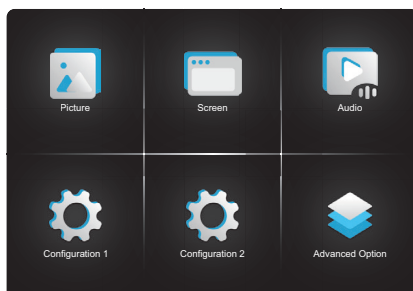 Picture
Screen
Audio
Configuration 1
Configuration 2
Advanced Option